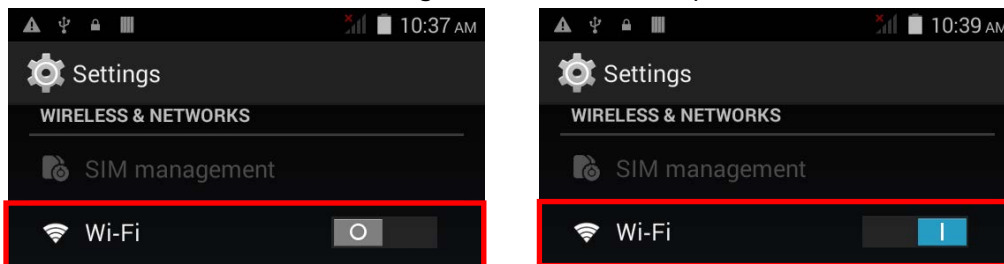 10:37 AM
Settings
WIRELESS & NETWORKS
SIM management
Wi-Fi
10:39 AM
Settings
WIRELESS & NETWORKS
SIM management
Wi-Fi